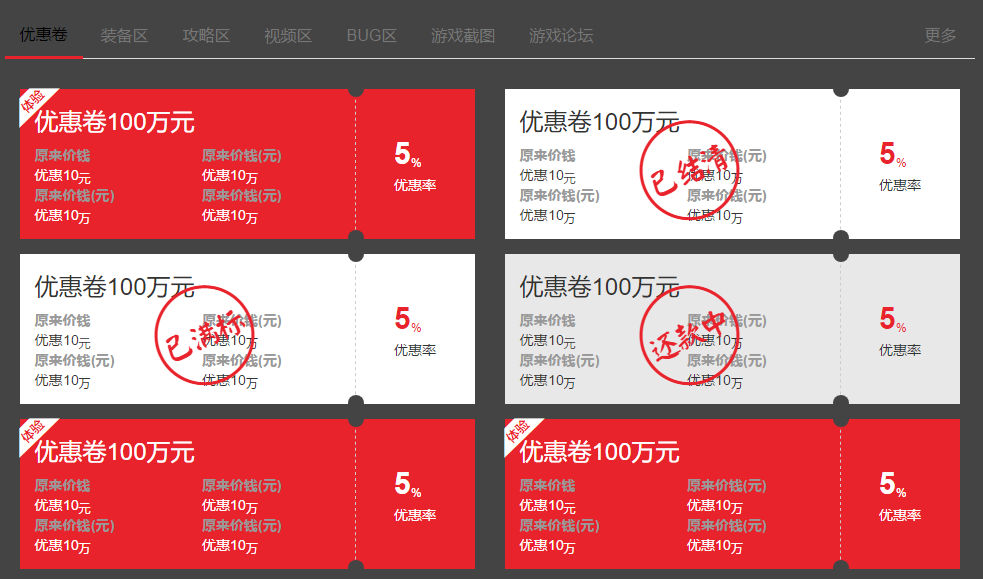 优惠卷 装备区 攻略区 视频区 BUG区 游戏截图 游戏论坛 更多
体验
优惠卷100万元
原来价钱 原来价钱(元)
优惠10元 优惠10万
原来价钱(元) 原来价钱(元)
优惠10万 优惠10万
5%
优惠率
优惠卷100万元
原来价钱 原来价钱(元)
优惠10元 优惠10万
原来价钱(元) 原来价钱(元)
优惠10万 优惠10万
已结清
5%
优惠率
优惠卷100万元
原来价钱 原来价钱(元)
优惠10元 优惠10万
原来价钱(元) 原来价钱(元)
优惠10万 优惠10万
已满标
5%
优惠率
优惠卷100万元
原来价钱 原来价钱(元)
优惠10元 优惠10万
原来价钱(元) 原来价钱(元)
优惠10万 优惠10万
还款中
5%
优惠率
体验
优惠卷100万元
原来价钱 原来价钱(元)
优惠10元 优惠10万
原来价钱(元) 原来价钱(元)
优惠10万 优惠10万
5%
优惠率
体验
优惠卷100万元
原来价钱 原来价钱(元)
优惠10元 优惠10万
原来价钱(元) 原来价钱(元)
优惠10万 优惠10万
5%
优惠率